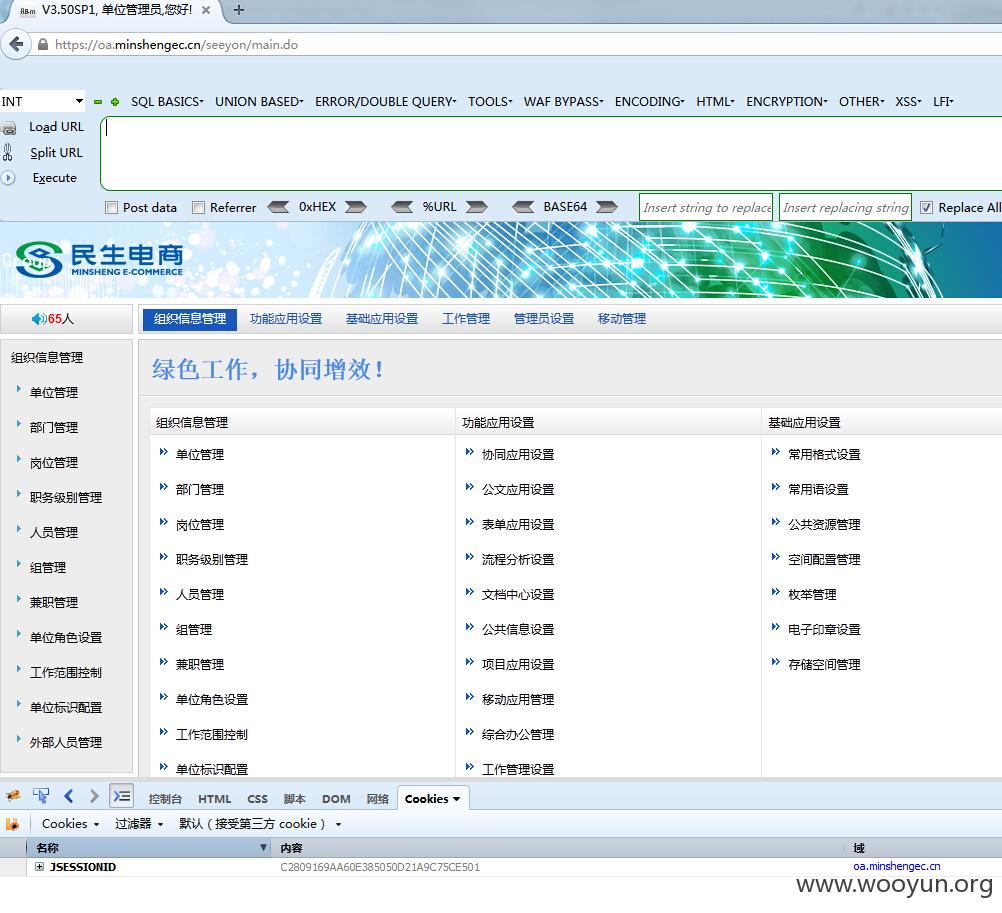 V3.50SP1, 单位管理员,您好!
https://oa.minshengec.cn/seeyon/main.do
INT SQL BASICS UNION BASED ERROR/DOUBLE QUERY TOOLS WAF BYPASS ENCODING HTML ENCRYPTION OTHER XSS LFI
Load URL
Split URL
Execute
Post data Referrer 0xHEX %URL BASE64 Insert string to replace Insert replacing string Replace All
民生电商
MINSHENG E-COMMERCE
65人 组织信息管理 功能应用设置 基础应用设置 工作管理 管理员设置 移动管理
组织信息管理
单位管理
部门管理
岗位管理
职务级别管理
人员管理
组管理
兼职管理
单位角色设置
工作范围控制
单位标识配置
外部人员管理
绿色工作，协同增效！
组织信息管理 功能应用设置 基础应用设置
单位管理 协同应用设置 常用格式设置
部门管理 公文应用设置 常用语设置
岗位管理 表单应用设置 公共资源管理
职务级别管理 流程分析设置 空间配置管理
人员管理 文档中心设置 枚举管理
组管理 公共信息设置 电子印章设置
兼职管理 项目应用设置 存储空间管理
单位角色设置 移动应用管理
工作范围控制 综合办公管理
单位标识配置 工作管理设置
控制台 HTML CSS 脚本 DOM 网络 Cookies
Cookies 过滤器 默认（接受第三方 cookie）
名称 内容 域
JSESSIONID C2809169AA60E385050D21A9C75CE501 oa.minshengec.cn
www.wooyun.org